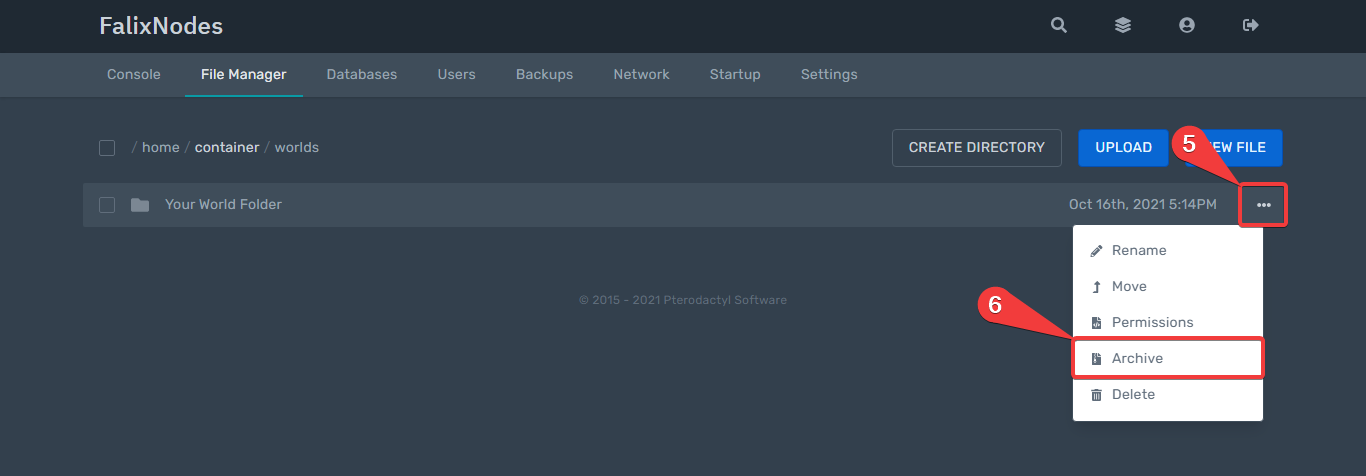 FalixNodes
Console File Manager Databases Users Backups Network Startup Settings
/ home / container / worlds CREATE DIRECTORY UPLOAD EW FILE
5
Your World Folder Oct 16th, 2021 5:14PM
Rename
Move
Permissions
Archive
Delete
6
© 2015 - 2021 Pterodactyl Software